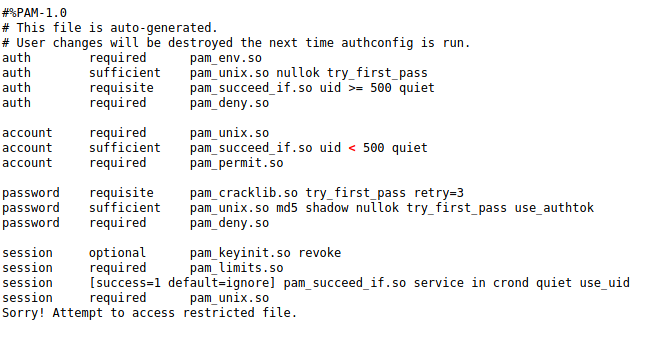 #%PAM-1.0
# This file is auto-generated.
# User changes will be destroyed the next time authconfig is run.
auth        required      pam_env.so
auth        sufficient    pam_unix.so nullok try_first_pass
auth        requisite     pam_succeed_if.so uid >= 500 quiet
auth        required      pam_deny.so

account     required      pam_unix.so
account     sufficient    pam_succeed_if.so uid < 500 quiet
account     required      pam_permit.so

password    requisite     pam_cracklib.so try_first_pass retry=3
password    sufficient    pam_unix.so md5 shadow nullok try_first_pass use_authtok
password    required      pam_deny.so

session     optional      pam_keyinit.so revoke
session     required      pam_limits.so
session     [success=1 default=ignore] pam_succeed_if.so service in crond quiet use_uid
session     required      pam_unix.so
Sorry! Attempt to access restricted file.